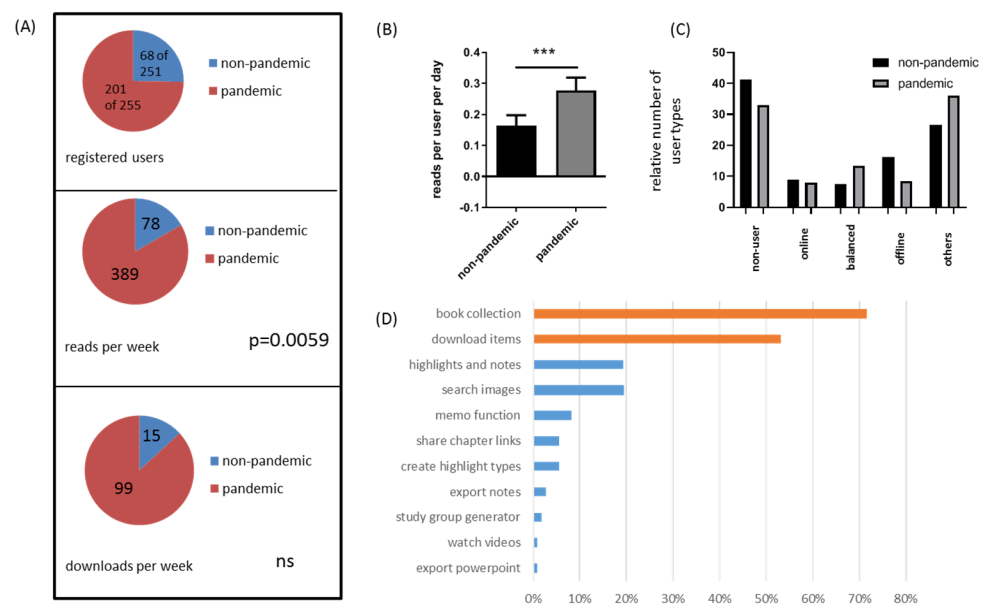 (A)
68 of
251
201
of 255
non-pandemic
pandemic
registered users
78
389
non-pandemic
pandemic
reads per week
p=0.0059
15
99
non-pandemic
pandemic
downloads per week
ns
(B)
***
reads per user per day
0.4
0.3
0.2
0.1
0.0
-0.1
non-pandemic
pandemic
(C)
relative number of
user types
50
40
30
20
10
0
non-pandemic
pandemic
non-user
online
balanced
offline
others
(D)
book collection
download items
highlights and notes
search images
memo function
share chapter links
create highlight types
export notes
study group generator
watch videos
export powerpoint
0% 10% 20% 30% 40% 50% 60% 70% 80%